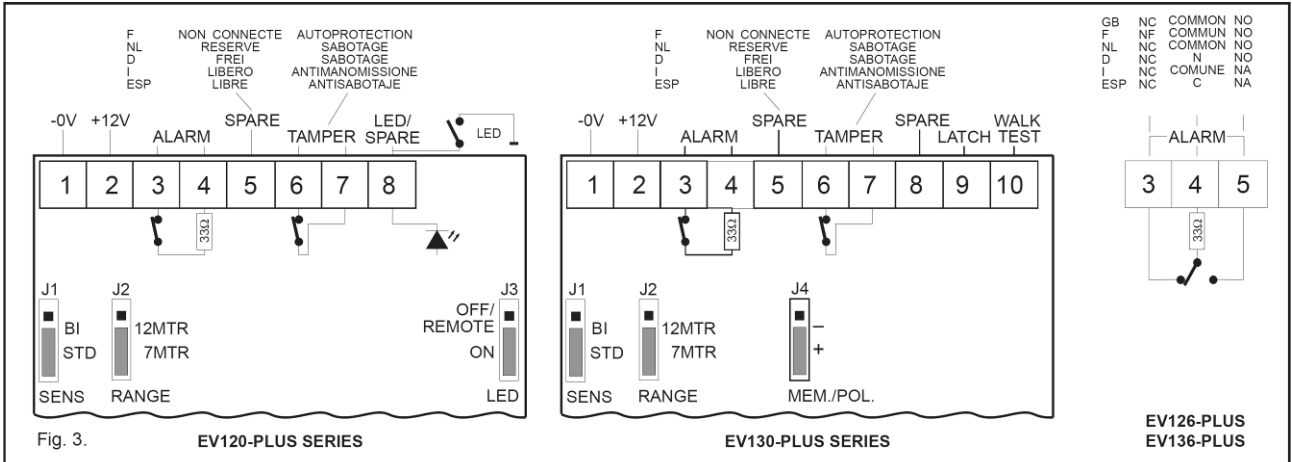 F NON CONNECTE AUTOPROTECTION
NL RESERVE SABOTAGE
D FREI SABOTAGE
I LIBERO ANTIMANOMISSIONE
ESP LIBRE ANTISABOTAJE
-0V +12V ALARM SPARE TAMPER LED/
SPARE
LED
1 2 3 4 5 6 7 8
33Ω
J1
BI
STD
SENS
J2
12MTR
7MTR
RANGE
J3
OFF/
REMOTE
ON
LED
Fig. 3.
EV120-PLUS SERIES
F NON CONNECTE AUTOPROTECTION
NL RESERVE SABOTAGE
D FREI SABOTAGE
I LIBERO ANTIMANOMISSIONE
ESP LIBRE ANTISABOTAJE
-0V +12V ALARM SPARE TAMPER SPARE LATCH WALK
TEST
1 2 3 4 5 6 7 8 9 10
33Ω
J1
BI
STD
SENS
J2
12MTR
7MTR
RANGE
J4
–
+
MEM./POL.
EV130-PLUS SERIES
GB NC COMMON NO
F NF COMMUN NO
NL NC COMMON NO
D NC N NO
I NC COMUNE NA
ESP NC C NA
ALARM
3 4 5
33Ω
EV126-PLUS
EV136-PLUS